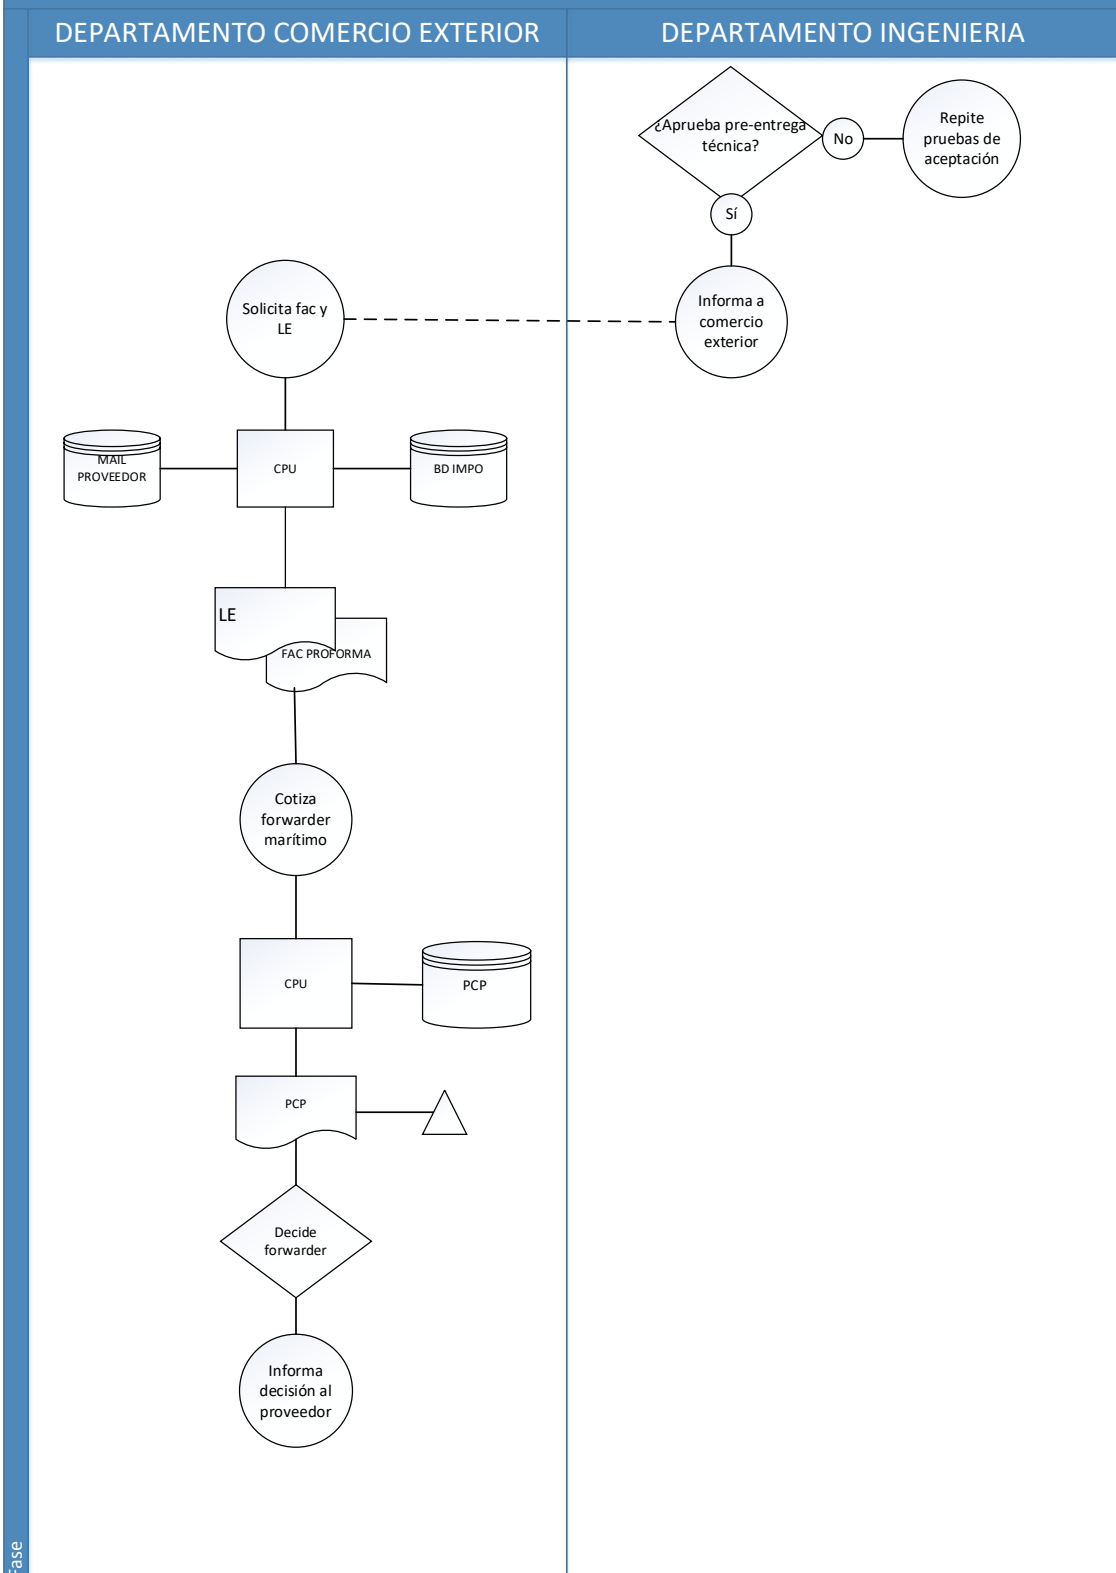 DEPARTAMENTO COMERCIO EXTERIOR
DEPARTAMENTO INGENIERIA
¿Aprueba pre-entrega
técnica?
No
Repite
pruebas de
aceptación
Sí
Informa a
comercio
exterior
Solicita fac y
LE
MAIL
PROVEEDOR
CPU
BD IMPO
LE
FAC PROFORMA
Cotiza
forwarder
marítimo
CPU
PCP
PCP
Decide
forwarder
Informa
decisión al
proveedor
Fase